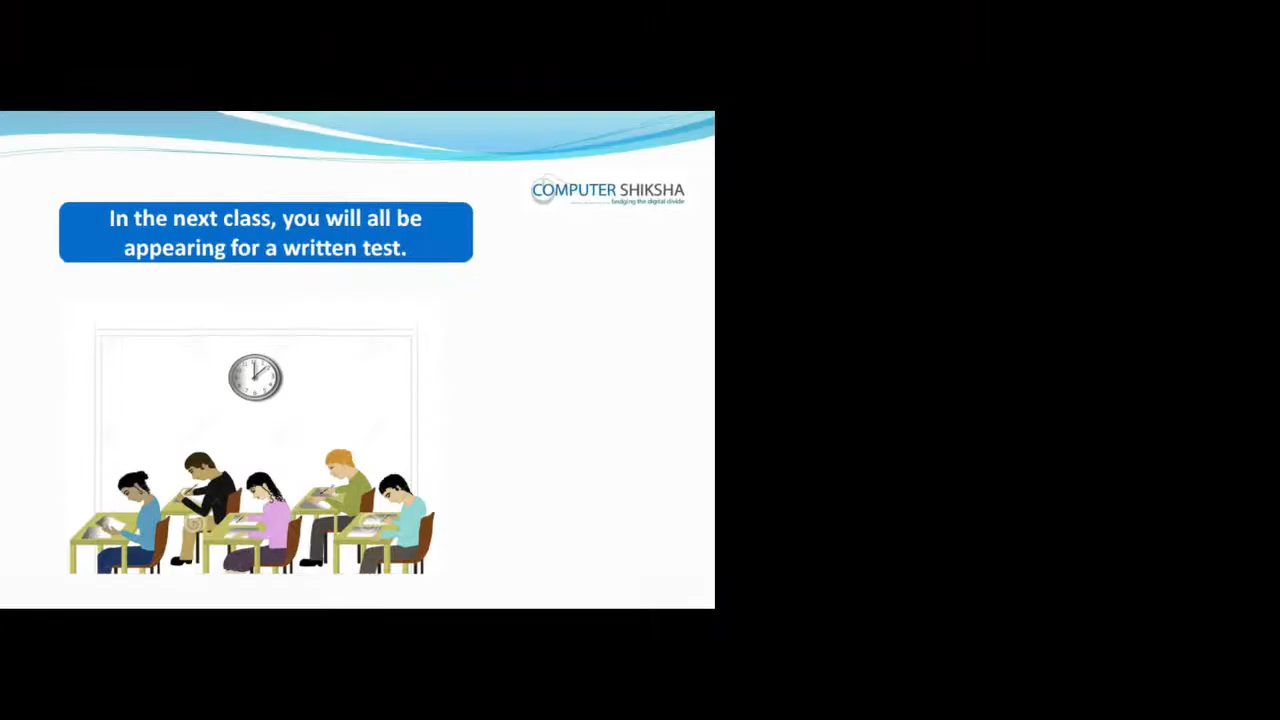 COMPUTER SHIKSHA
bridging the digital divide
In the next class, you will all be
appearing for a written test.